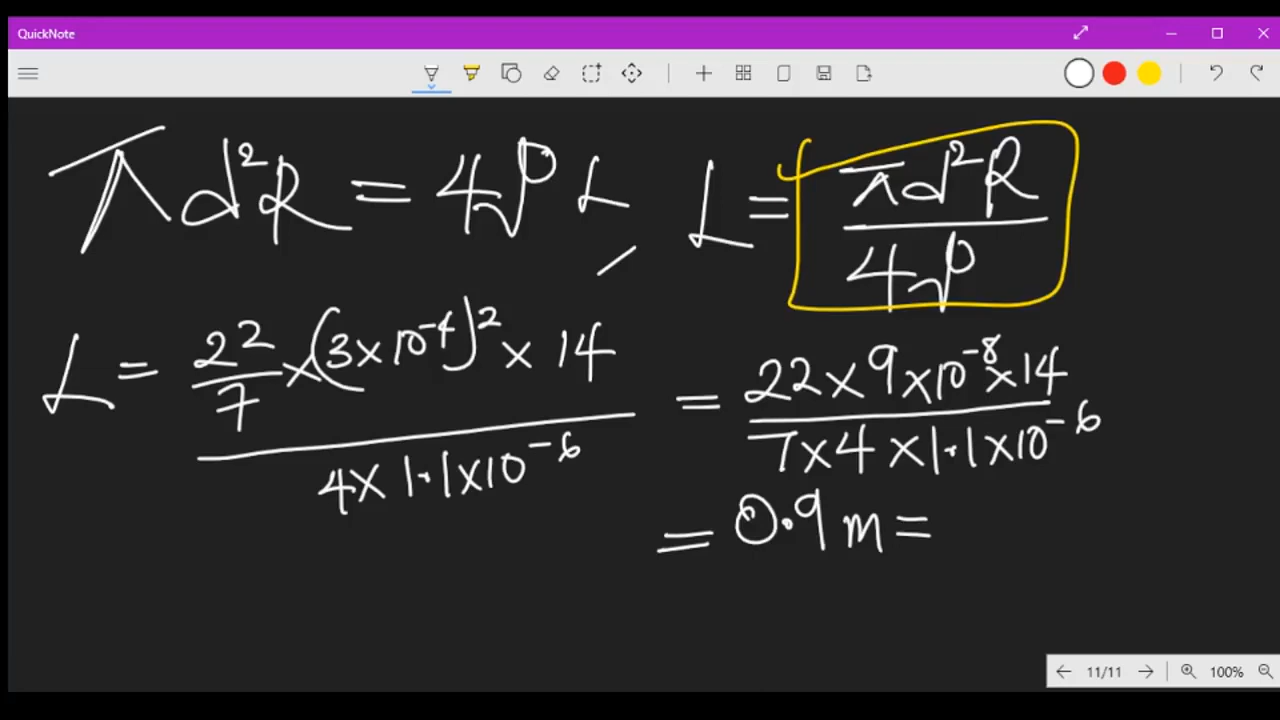 QuickNote
πd²R = 4ρL, L = πd²R / 4ρ
L = 22/7 × (3×10⁻⁴)² × 14 / 4×1.1×10⁻⁶ = 22×9×10⁻⁸×14 / 7×4×1.1×10⁻⁶
= 0.9 m =
11/11 100%